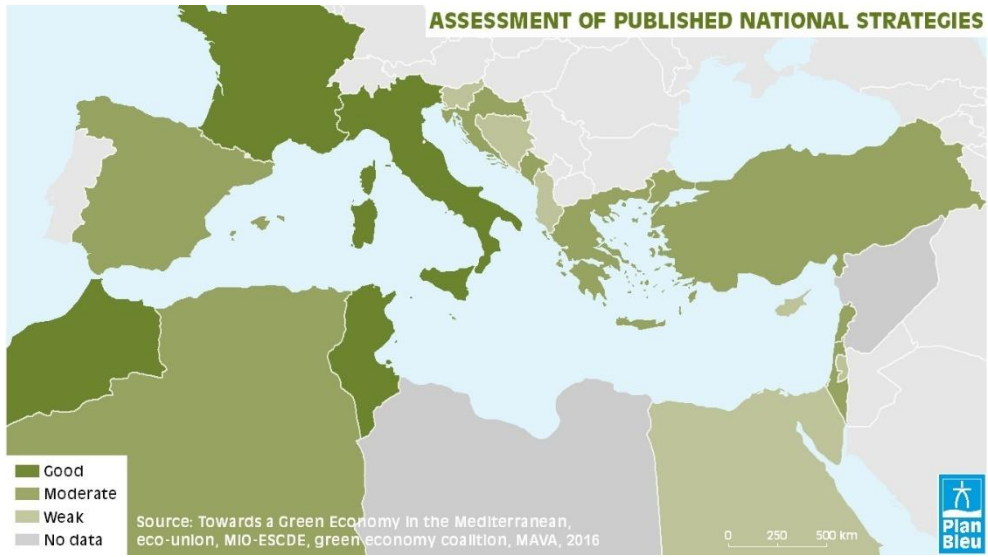 ASSESSMENT OF PUBLISHED NATIONAL STRATEGIES
Good
Moderate
Weak
No data
Source: Towards a Green Economy in the Mediterranean,
eco-union, MIO-ESCDE, green economy coalition, MAVA, 2016
0 250 500 km
Plan
Bleu